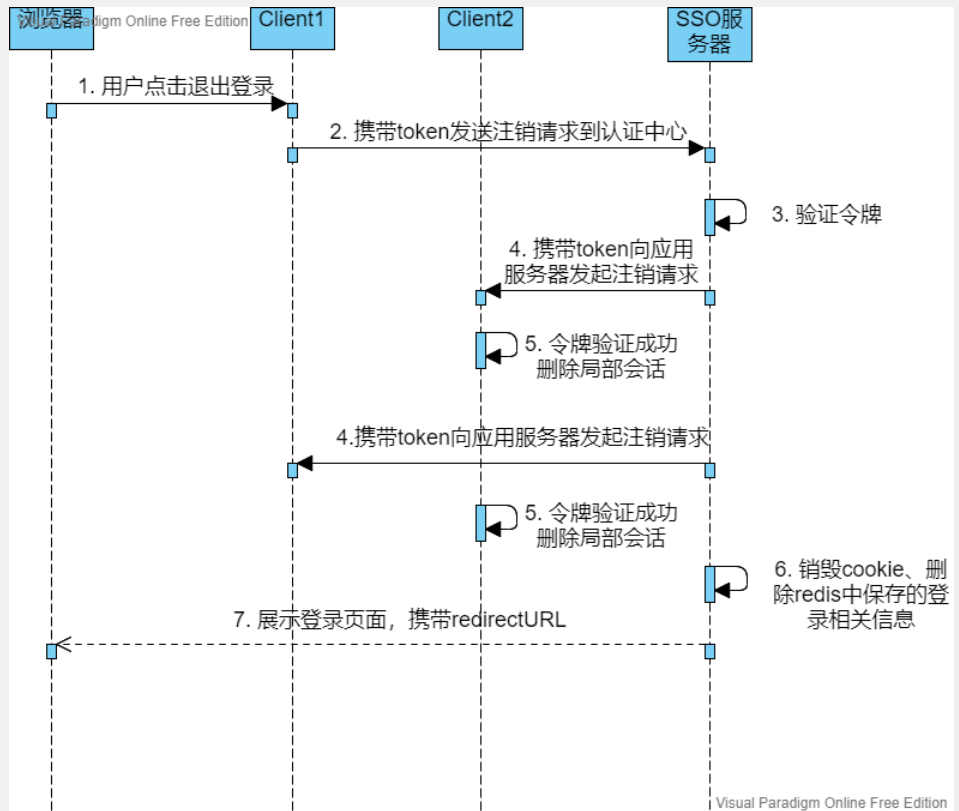 Visual Paradigm Online Free Edition
浏览器
Client1
Client2
SSO服
务器
1. 用户点击退出登录
2. 携带token发送注销请求到认证中心
3. 验证令牌
4. 携带token向应用
服务器发起注销请求
5. 令牌验证成功
删除局部会话
4.携带token向应用服务器发起注销请求
5. 令牌验证成功
删除局部会话
6. 销毁cookie、删
除redis中保存的登
录相关信息
7. 展示登录页面，携带redirectURL
Visual Paradigm Online Free Edition